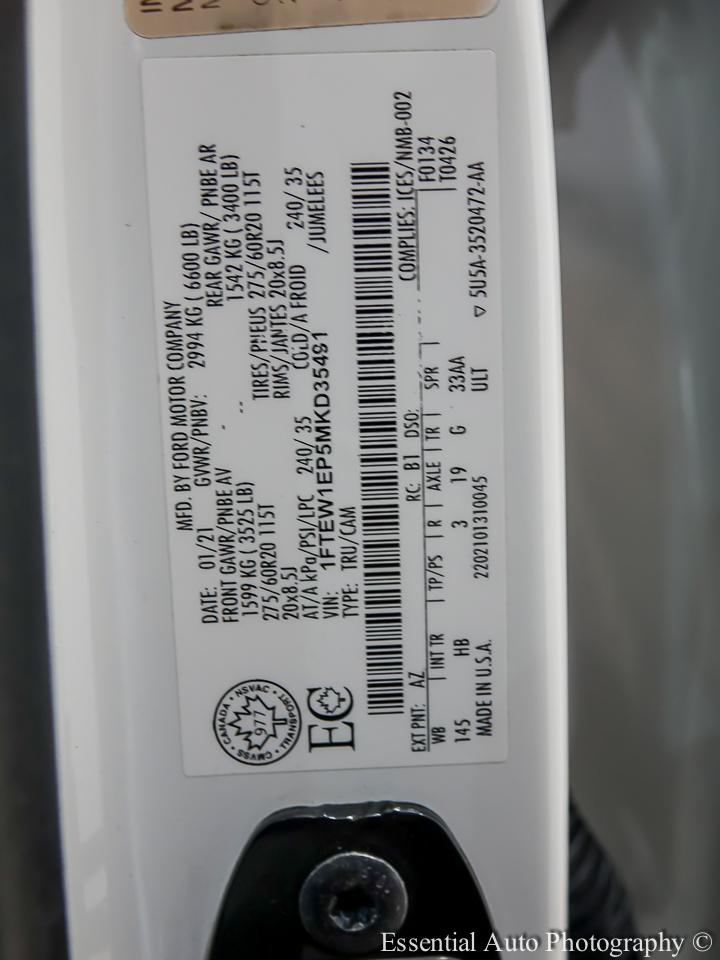 MFD. BY FORD MOTOR COMPANY
DATE: 01/21 GVWR/PNBV: 2994 KG ( 6600 LB)
FRONT GAWR/PNBE AV REAR GAWR/ PNBE AR
1599 KG ( 3525 LB) - -- 1542 KG ( 3400 LB)
275/60R20 115T TIRES/PNEUS 275/60R20 115T
20x8.5J RIMS/JANTES 20x8.5J
AT/A kPa/PSI/LPC 240/ 35 COLD/A FROID 240/ 35
VIN: 1FTEW1EP5MKD35491 /JUMELEES
TYPE: TRU/CAM
CANADA · NSVAC · TRANSPORT · CMVSS ·
977
EC
EXT PNT: AZ RC: B1 DSO: COMPLIES: ICES/NMB-002
WB INT TR TP/PS R AXLE TR SPR F0134
145 HB 3 19 G 33AA T0426
MADE IN U.S.A. 2202101310045 ULT ▽ 5U5A-3520472-AA
Essential Auto Photography ©